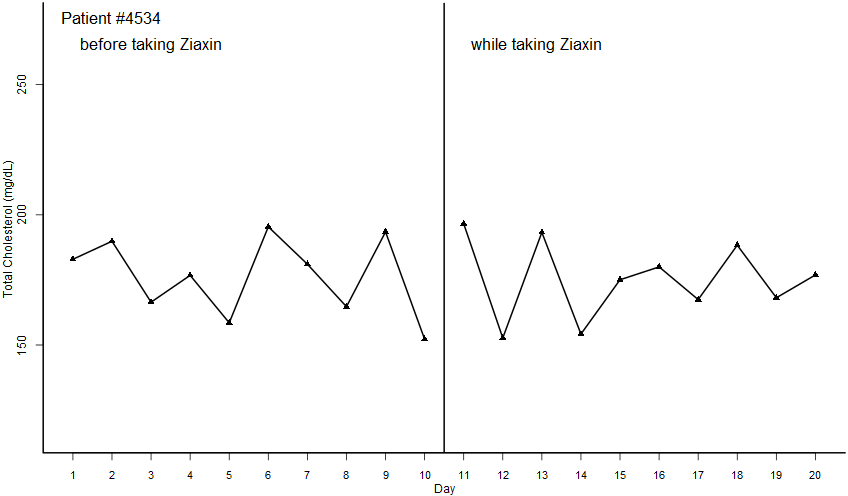 Patient #4534
before taking Ziaxin
while taking Ziaxin
Total Cholesterol (mg/dL)
250
200
150
1 2 3 4 5 6 7 8 9 10 11 12 13 14 15 16 17 18 19 20
Day